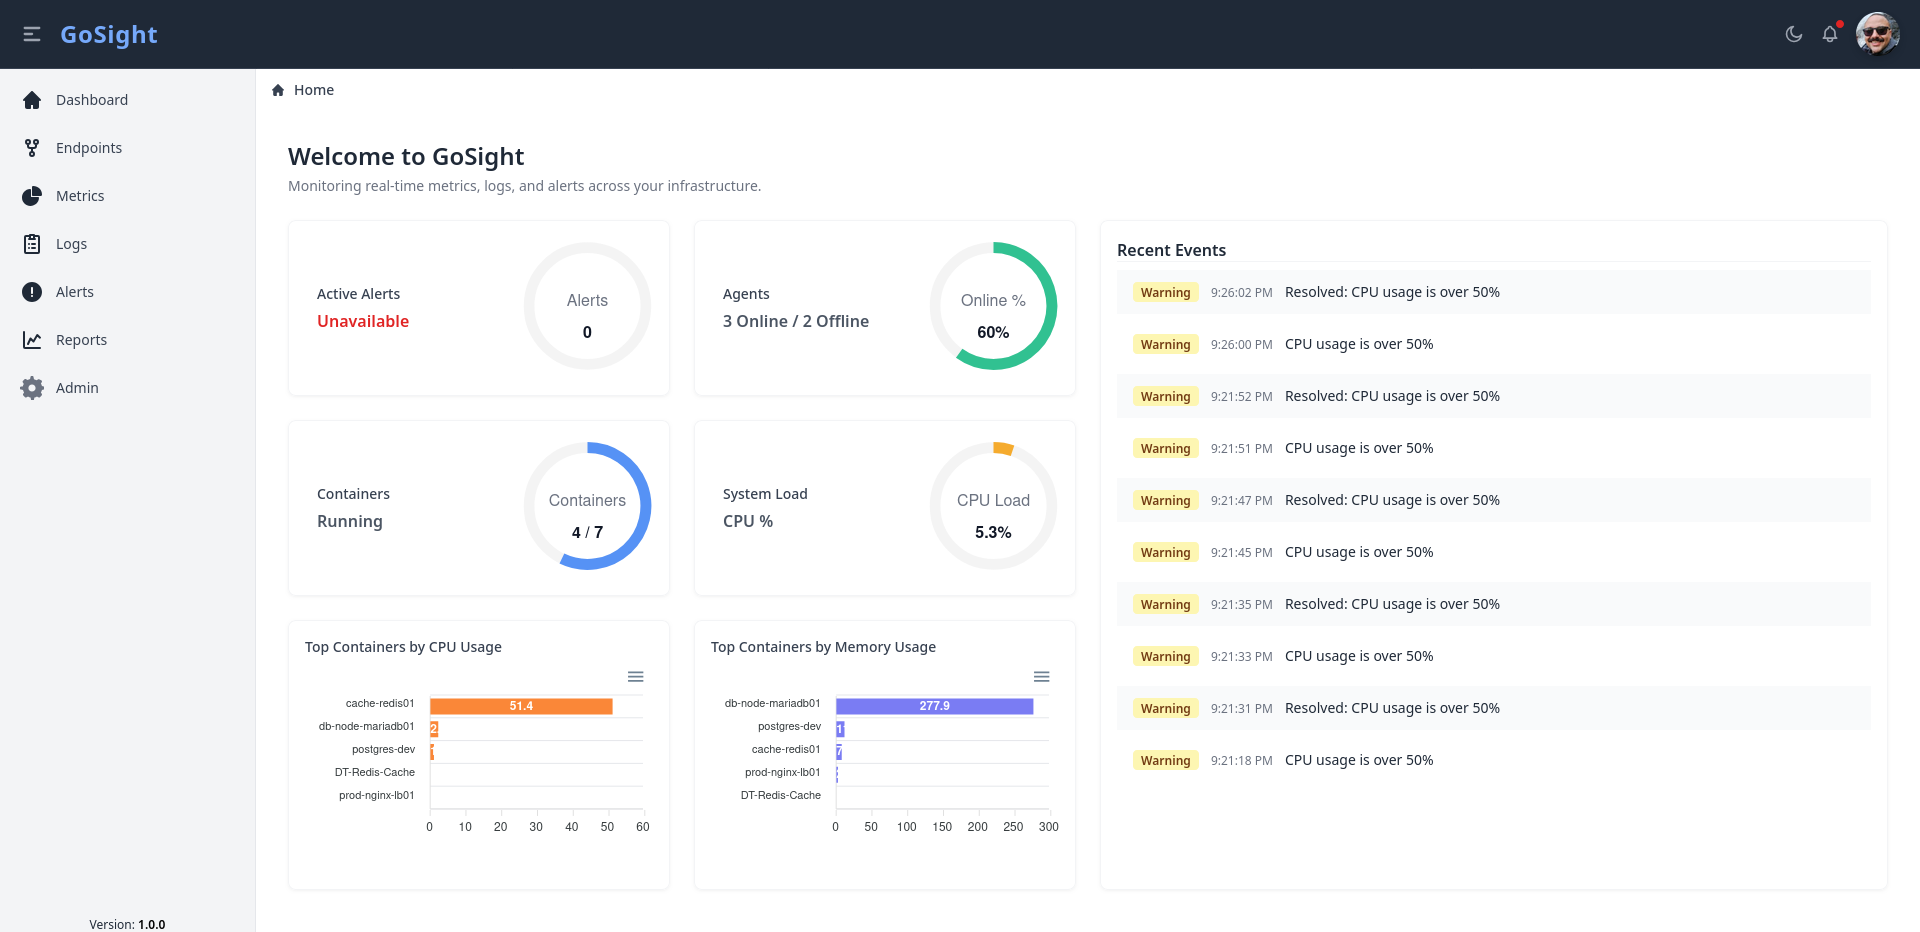 GoSight
Dashboard
Endpoints
Metrics
Logs
Alerts
Reports
Admin
Version: 1.0.0
Home
Welcome to GoSight
Monitoring real-time metrics, logs, and alerts across your infrastructure.
Active Alerts
Unavailable
Alerts
0
Agents
3 Online / 2 Offline
Online %
60%
Containers
Running
Containers
4 / 7
System Load
CPU %
CPU Load
5.3%
Top Containers by CPU Usage
cache-redis01 51.4
db-node-mariadb01
postgres-dev
DT-Redis-Cache
prod-nginx-lb01
0 10 20 30 40 50 60
Top Containers by Memory Usage
db-node-mariadb01 277.9
postgres-dev
cache-redis01
prod-nginx-lb01
DT-Redis-Cache
0 50 100 150 200 250 300
Recent Events
Warning 9:26:02 PM Resolved: CPU usage is over 50%
Warning 9:26:00 PM CPU usage is over 50%
Warning 9:21:52 PM Resolved: CPU usage is over 50%
Warning 9:21:51 PM CPU usage is over 50%
Warning 9:21:47 PM Resolved: CPU usage is over 50%
Warning 9:21:45 PM CPU usage is over 50%
Warning 9:21:35 PM Resolved: CPU usage is over 50%
Warning 9:21:33 PM CPU usage is over 50%
Warning 9:21:31 PM Resolved: CPU usage is over 50%
Warning 9:21:18 PM CPU usage is over 50%